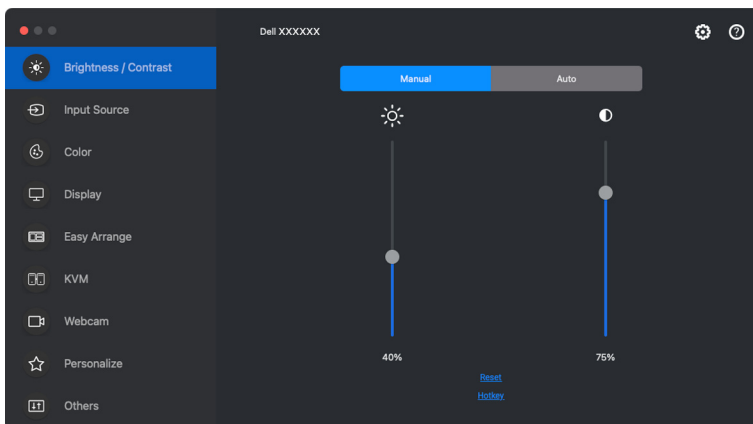 Dell XXXXXX
Brightness / Contrast
Input Source
Color
Display
Easy Arrange
KVM
Webcam
Personalize
Others
Manual
Auto
40%
75%
Reset
Hotkey